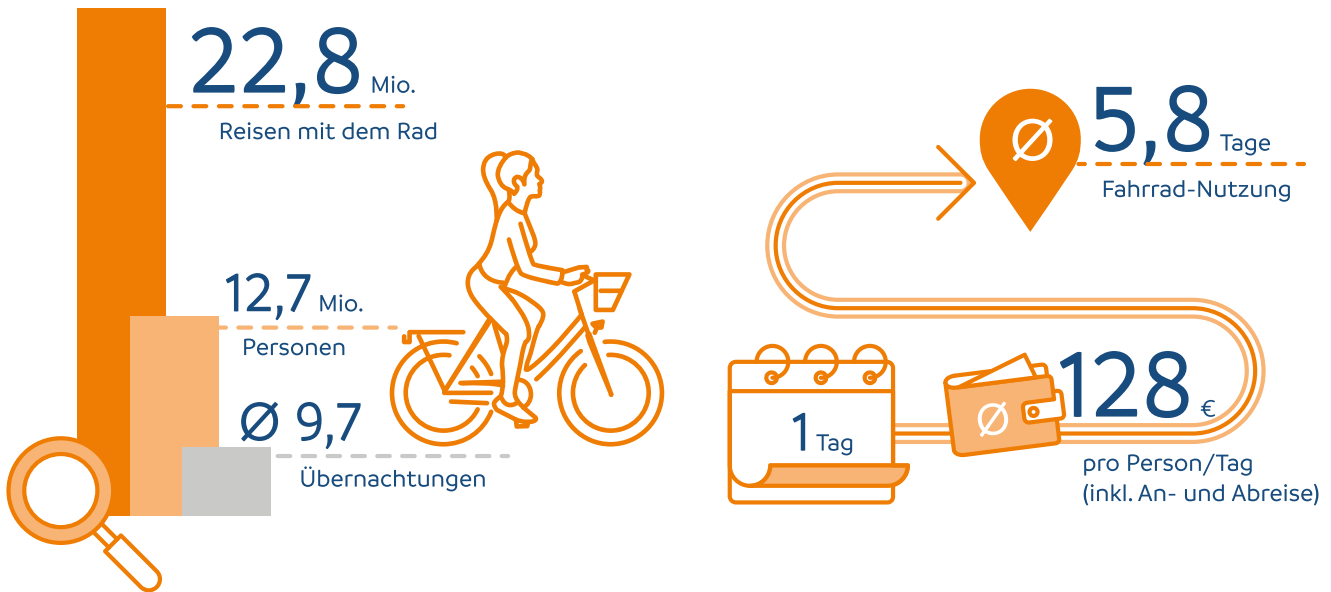 22,8 Mio.
Reisen mit dem Rad
12,7 Mio.
Personen
Ø 9,7
Übernachtungen
Ø 5,8 Tage
Fahrrad-Nutzung
1 Tag
Ø 128 €
pro Person/Tag
(inkl. An- und Abreise)